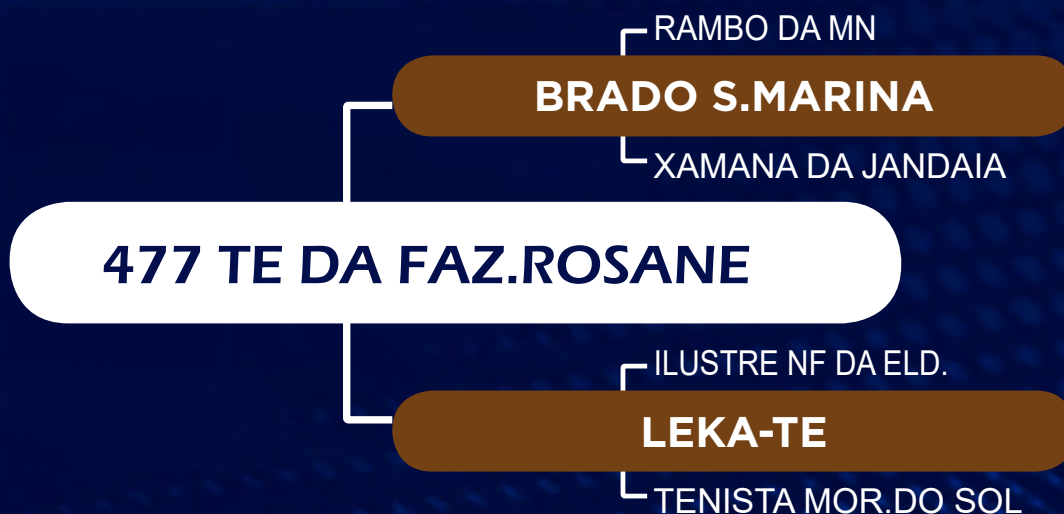 RAMBO DA MN
BRADO S.MARINA
XAMANA DA JANDAIA
477 TE DA FAZ.ROSANE
ILUSTRE NF DA ELD.
LEKA-TE
TENISTA MOR.DO SOL